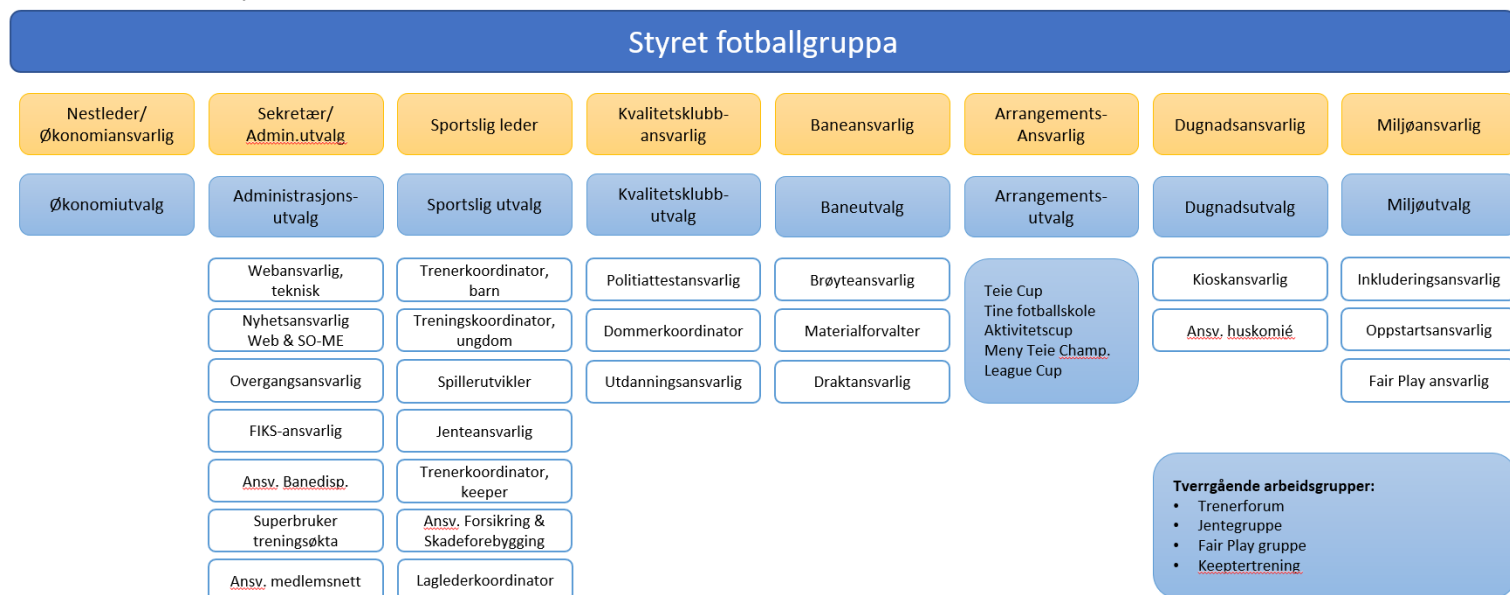 Styret fotballgruppa
Nestleder/
Økonomiansvarlig
Sekretær/
Admin.utvalg
Sportslig leder
Kvalitetsklubb-
ansvarlig
Baneansvarlig
Arrangements-
Ansvarlig
Dugnadsansvarlig
Miljøansvarlig
Økonomiutvalg
Administrasjons-
utvalg
Sportslig utvalg
Kvalitetsklubb-
utvalg
Baneutvalg
Arrangements-
utvalg
Dugnadsutvalg
Miljøutvalg
Webansvarlig,
teknisk
Nyhetsansvarlig
Web & SO-ME
Overgangsansvarlig
FIKS-ansvarlig
Ansv. Banedisp.
Superbruker
treningsøkta
Ansv. medlemsnett
Trenerkoordinator,
barn
Treningskoordinator,
ungdom
Spillerutvikler
Jenteansvarlig
Trenerkoordinator,
keeper
Ansv. Forsikring &
Skadeforebygging
Laglederkoordinator
Politiattestansvarlig
Dommerkoordinator
Utdanningsansvarlig
Brøyteansvarlig
Materialforvalter
Draktansvarlig
Teie Cup
Tine fotballskole
Aktivitetscup
Meny Teie Champ.
League Cup
Kioskansvarlig
Ansv. huskomié
Inkluderingsansvarlig
Oppstartsansvarlig
Fair Play ansvarlig
Tverrgående arbeidsgrupper:
• Trenerforum
• Jentegruppe
• Fair Play gruppe
• Keeptertrening